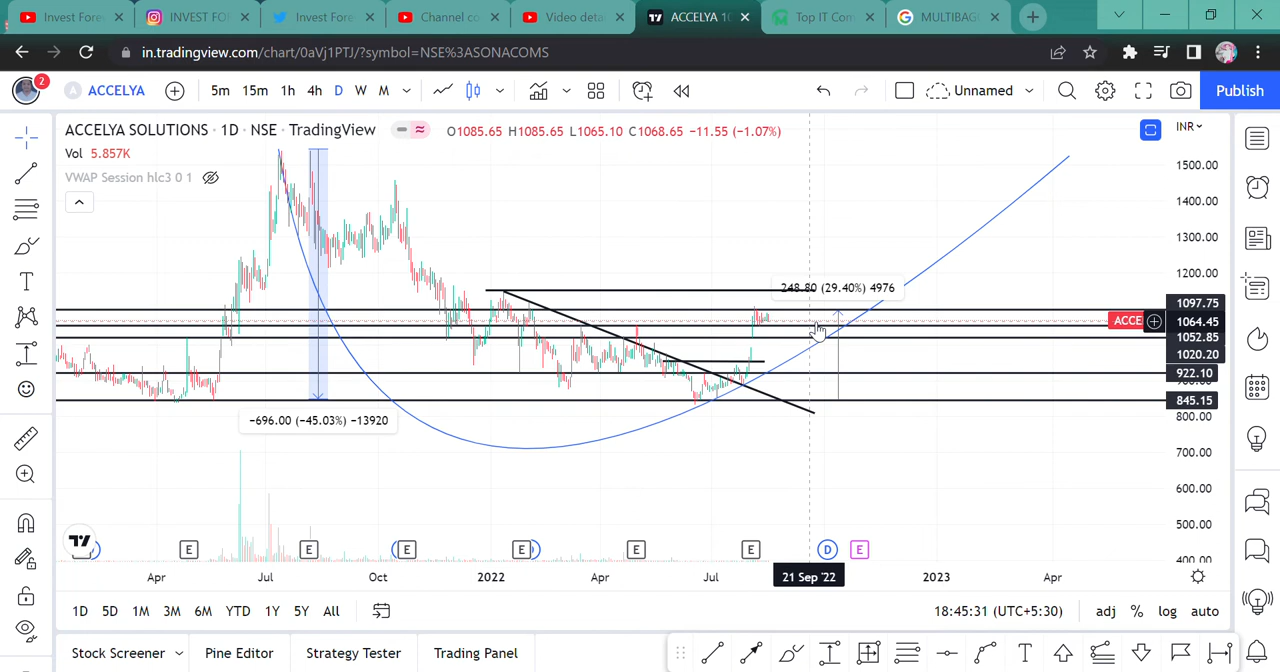 Invest Fore
INVEST FO
Invest Fore
Channel co
Video deta
ACCELYA 10
Top IT Com
MULTIBAG
in.tradingview.com/chart/0aVj1PTJ/?symbol=NSE%3ASONACOMS
2
A ACCELYA
5m 15m 1h 4h D W M
Unnamed
Publish
ACCELYA SOLUTIONS · 1D · NSE · TradingView
O1085.65 H1085.65 L1065.10 C1068.65 −11.55 (−1.07%)
INR
Vol 5.857K
VWAP Session hlc3 0 1
1500.00
1400.00
1300.00
1200.00
248.80 (29.40%) 4976
1097.75
ACCE
1064.45
1052.85
1020.20
922.10
845.15
800.00
−696.00 (−45.03%) −13920
700.00
600.00
500.00
400.00
E E E E E E D E
Apr Jul Oct 2022 Apr Jul 21 Sep '22 2023 Apr
1D 5D 1M 3M 6M YTD 1Y 5Y All
18:45:31 (UTC+5:30) adj % log auto
Stock Screener Pine Editor Strategy Tester Trading Panel